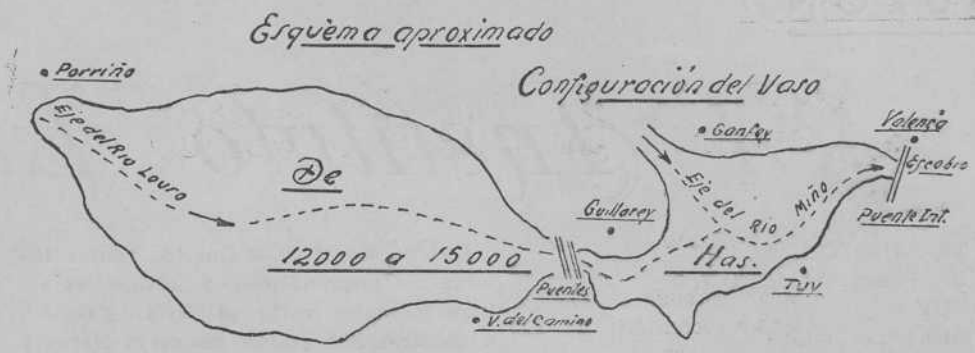 Esquema aproximado
Configuración del Vaso
Porriño
Eje del Rio Louro
De
12000 a 15000
Has.
Puentes
V. del Camino
Guillarey
Ganfey
Eje del Rio Miño
Valença
Escobio
Puente Int.
Tuy